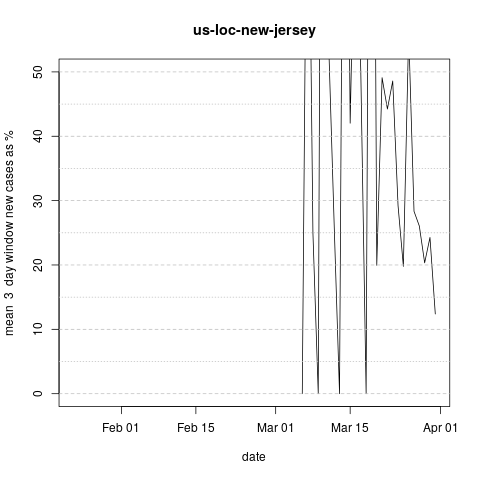 us-loc-new-jersey
mean 3 day window new cases as %
50
40
30
20
10
0
Feb 01 Feb 15 Mar 01 Mar 15 Apr 01
date